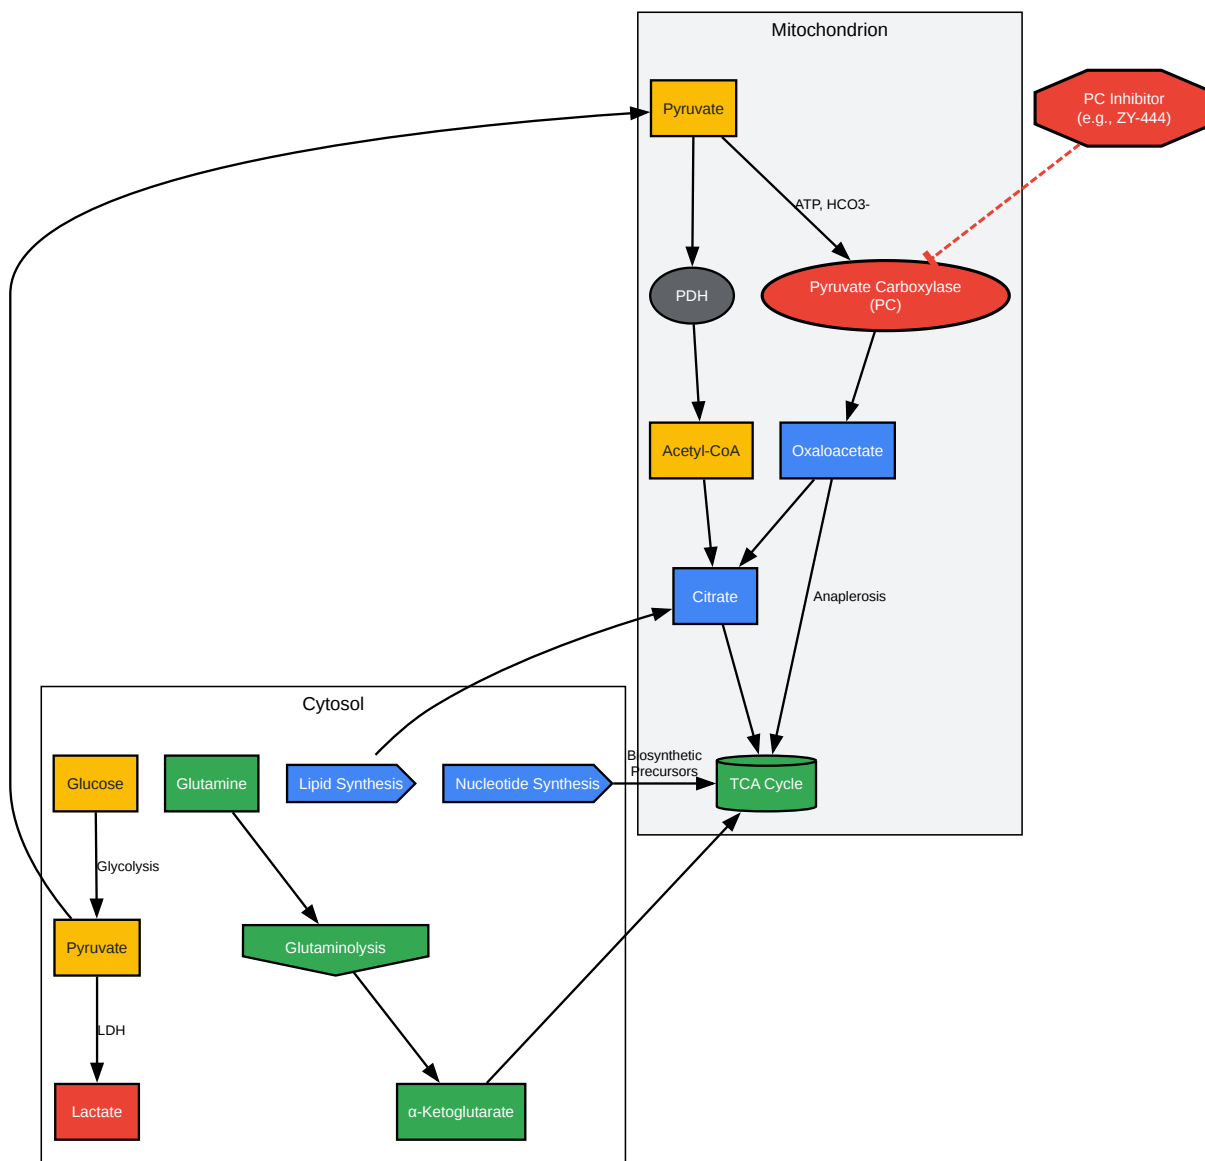 Mitochondrion
Pyruvate
PC Inhibitor
(e.g., ZY-444)
ATP, HCO3-
PDH
Pyruvate Carboxylase
(PC)
Acetyl-CoA
Oxaloacetate
Citrate
Anaplerosis
Cytosol
Glucose
Glutamine
Lipid Synthesis
Nucleotide Synthesis
Biosynthetic
Precursors
TCA Cycle
Glycolysis
Pyruvate
Glutaminolysis
LDH
Lactate
α-Ketoglutarate